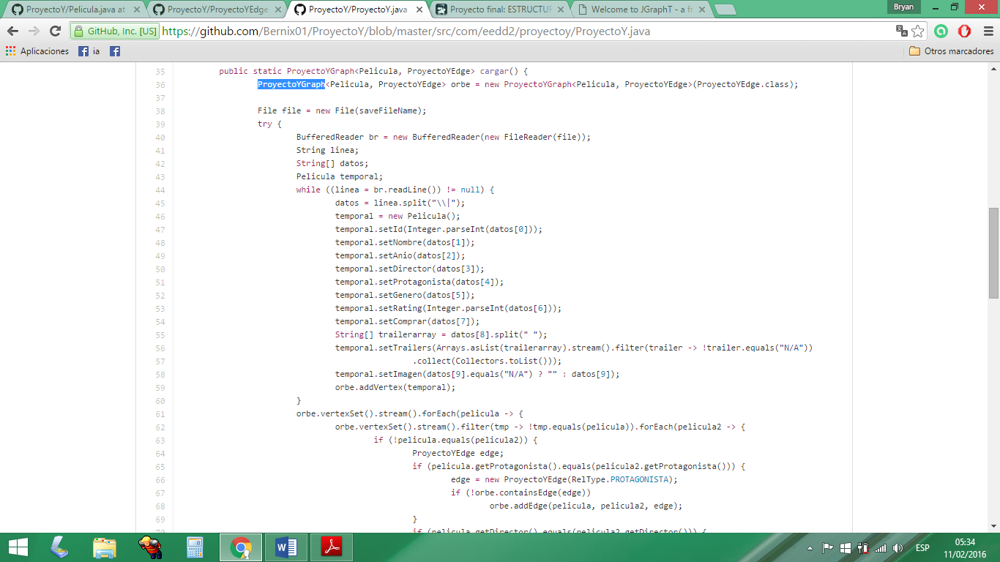 ProyectoY/Pelicula.java at
ProyectoY/ProyectoYEdge
ProyectoY/ProyectoY.java
Proyecto final: ESTRUCTUR
Welcome to JGraphT - a fr
Bryan
GitHub, Inc. [US]
https://github.com/Bernix01/ProyectoY/blob/master/src/com/eedd2/proyectoy/ProyectoY.java
Aplicaciones
ia
Otros marcadores
35 public static ProyectoYGraph<Pelicula, ProyectoYEdge> cargar() {
36 ProyectoYGraph<Pelicula, ProyectoYEdge> orbe = new ProyectoYGraph<Pelicula, ProyectoYEdge>(ProyectoYEdge.class);
37
38 File file = new File(saveFileName);
39 try {
40 BufferedReader br = new BufferedReader(new FileReader(file));
41 String linea;
42 String[] datos;
43 Pelicula temporal;
44 while ((linea = br.readLine()) != null) {
45 datos = linea.split("\\|");
46 temporal = new Pelicula();
47 temporal.setId(Integer.parseInt(datos[0]));
48 temporal.setNombre(datos[1]);
49 temporal.setAnio(datos[2]);
50 temporal.setDirector(datos[3]);
51 temporal.setProtagonista(datos[4]);
52 temporal.setGenero(datos[5]);
53 temporal.setRating(Integer.parseInt(datos[6]));
54 temporal.setComprar(datos[7]);
55 String[] trailerarray = datos[8].split(" ");
56 temporal.setTrailers(Arrays.asList(trailerarray).stream().filter(trailer -> !trailer.equals("N/A"))
57 .collect(Collectors.toList()));
58 temporal.setImagen(datos[9].equals("N/A") ? "" : datos[9]);
59 orbe.addVertex(temporal);
60 }
61 orbe.vertexSet().stream().forEach(pelicula -> {
62 orbe.vertexSet().stream().filter(tmp -> !tmp.equals(pelicula)).forEach(pelicula2 -> {
63 if (!pelicula.equals(pelicula2)) {
64 ProyectoYEdge edge;
65 if (pelicula.getProtagonista().equals(pelicula2.getProtagonista())) {
66 edge = new ProyectoYEdge(RelType.PROTAGONISTA);
67 if (!orbe.containsEdge(edge))
68 orbe.addEdge(pelicula, pelicula2, edge);
69 }
70 if (pelicula.getDirector().equals(pelicula2.getDirector())) {
ESP
05:34
11/02/2016